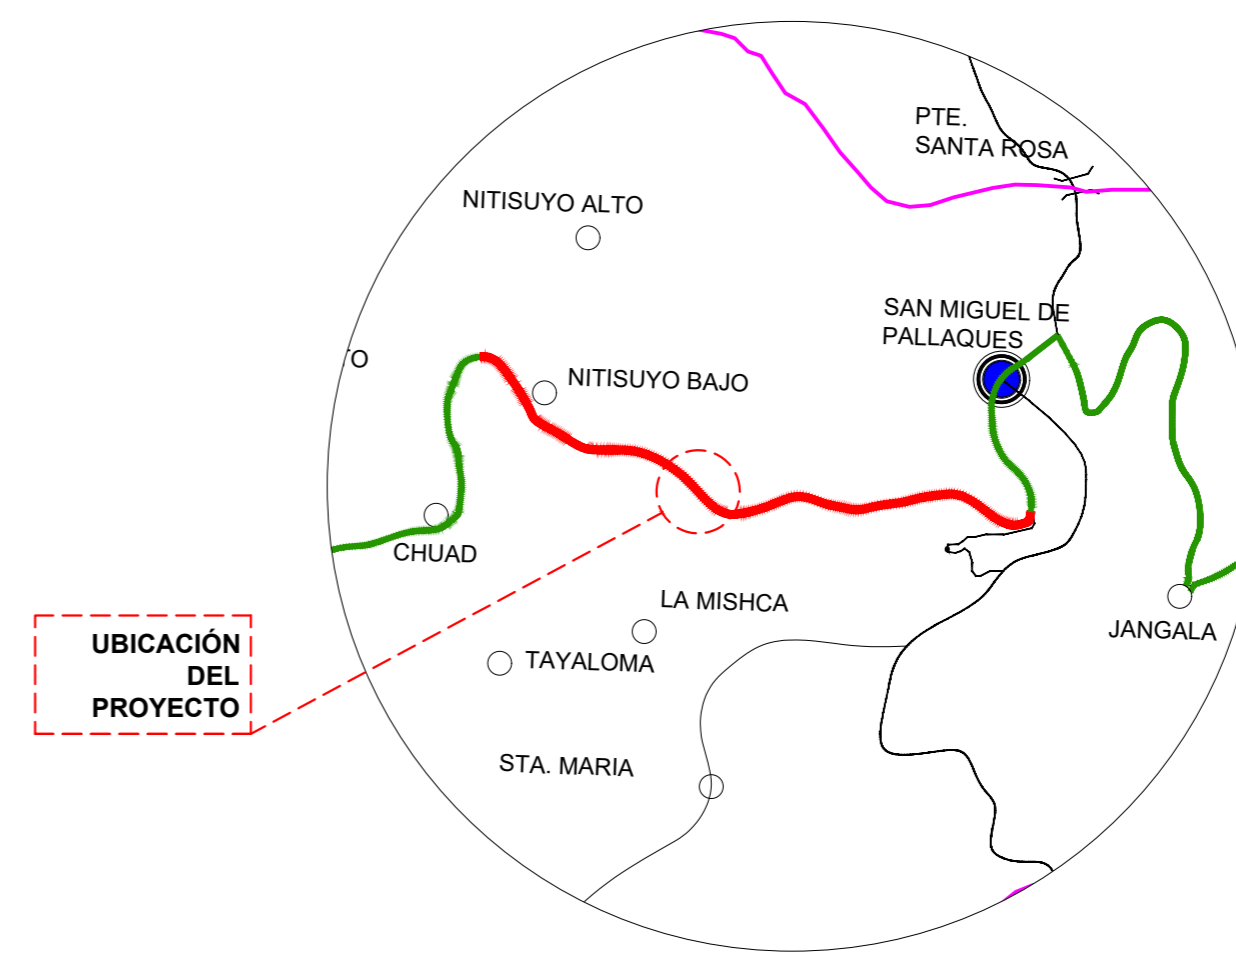 PTE.
SANTA ROSA
NITISUYO ALTO
SAN MIGUEL DE
PALLAQUES
NITISUYO BAJO
CHUAD
LA MISHCA
TAYALOMA
JANGALA
UBICACIÓN
DEL
PROYECTO
STA. MARIA